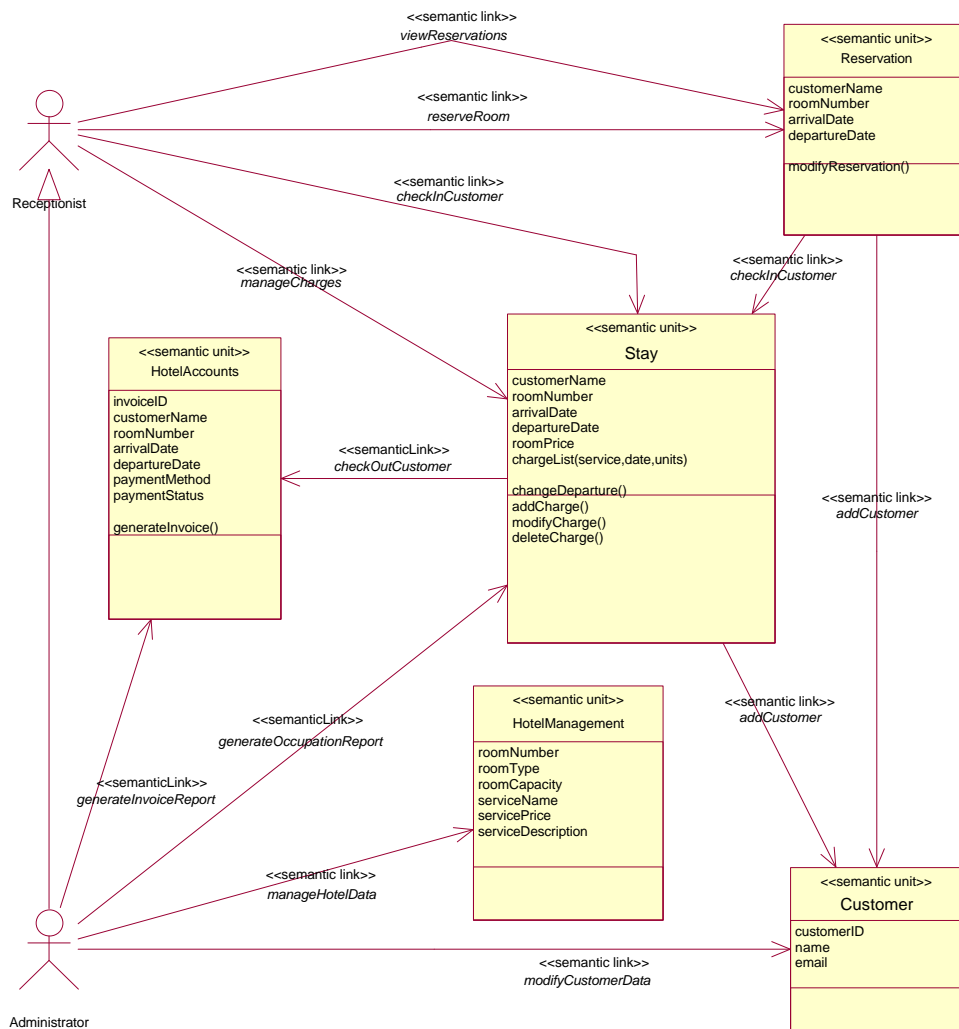 <<semantic link>>
viewReservations
<<semantic unit>>
Reservation
customerName
roomNumber
arrivalDate
departureDate
modifyReservation()
<<semantic link>>
reserveRoom
Receptionist
<<semantic link>>
checkInCustomer
<<semantic link>>
manageCharges
<<semantic link>>
checkInCustomer
<<semantic unit>>
Stay
customerName
roomNumber
arrivalDate
departureDate
roomPrice
chargeList(service,date,units)
changeDeparture()
addCharge()
modifyCharge()
deleteCharge()
<<semantic unit>>
HotelAccounts
invoiceID
customerName
roomNumber
arrivalDate
departureDate
paymentMethod
paymentStatus
generateInvoice()
<<semanticLink>>
checkOutCustomer
<<semantic link>>
addCustomer
<<semantic link>>
addCustomer
<<semanticLink>>
generateOccupationReport
<<semantic unit>>
HotelManagement
roomNumber
roomType
roomCapacity
serviceName
servicePrice
serviceDescription
<<semanticLink>>
generateInvoiceReport
<<semantic link>>
manageHotelData
<<semantic unit>>
Customer
customerID
name
email
<<semantic link>>
modifyCustomerData
Administrator